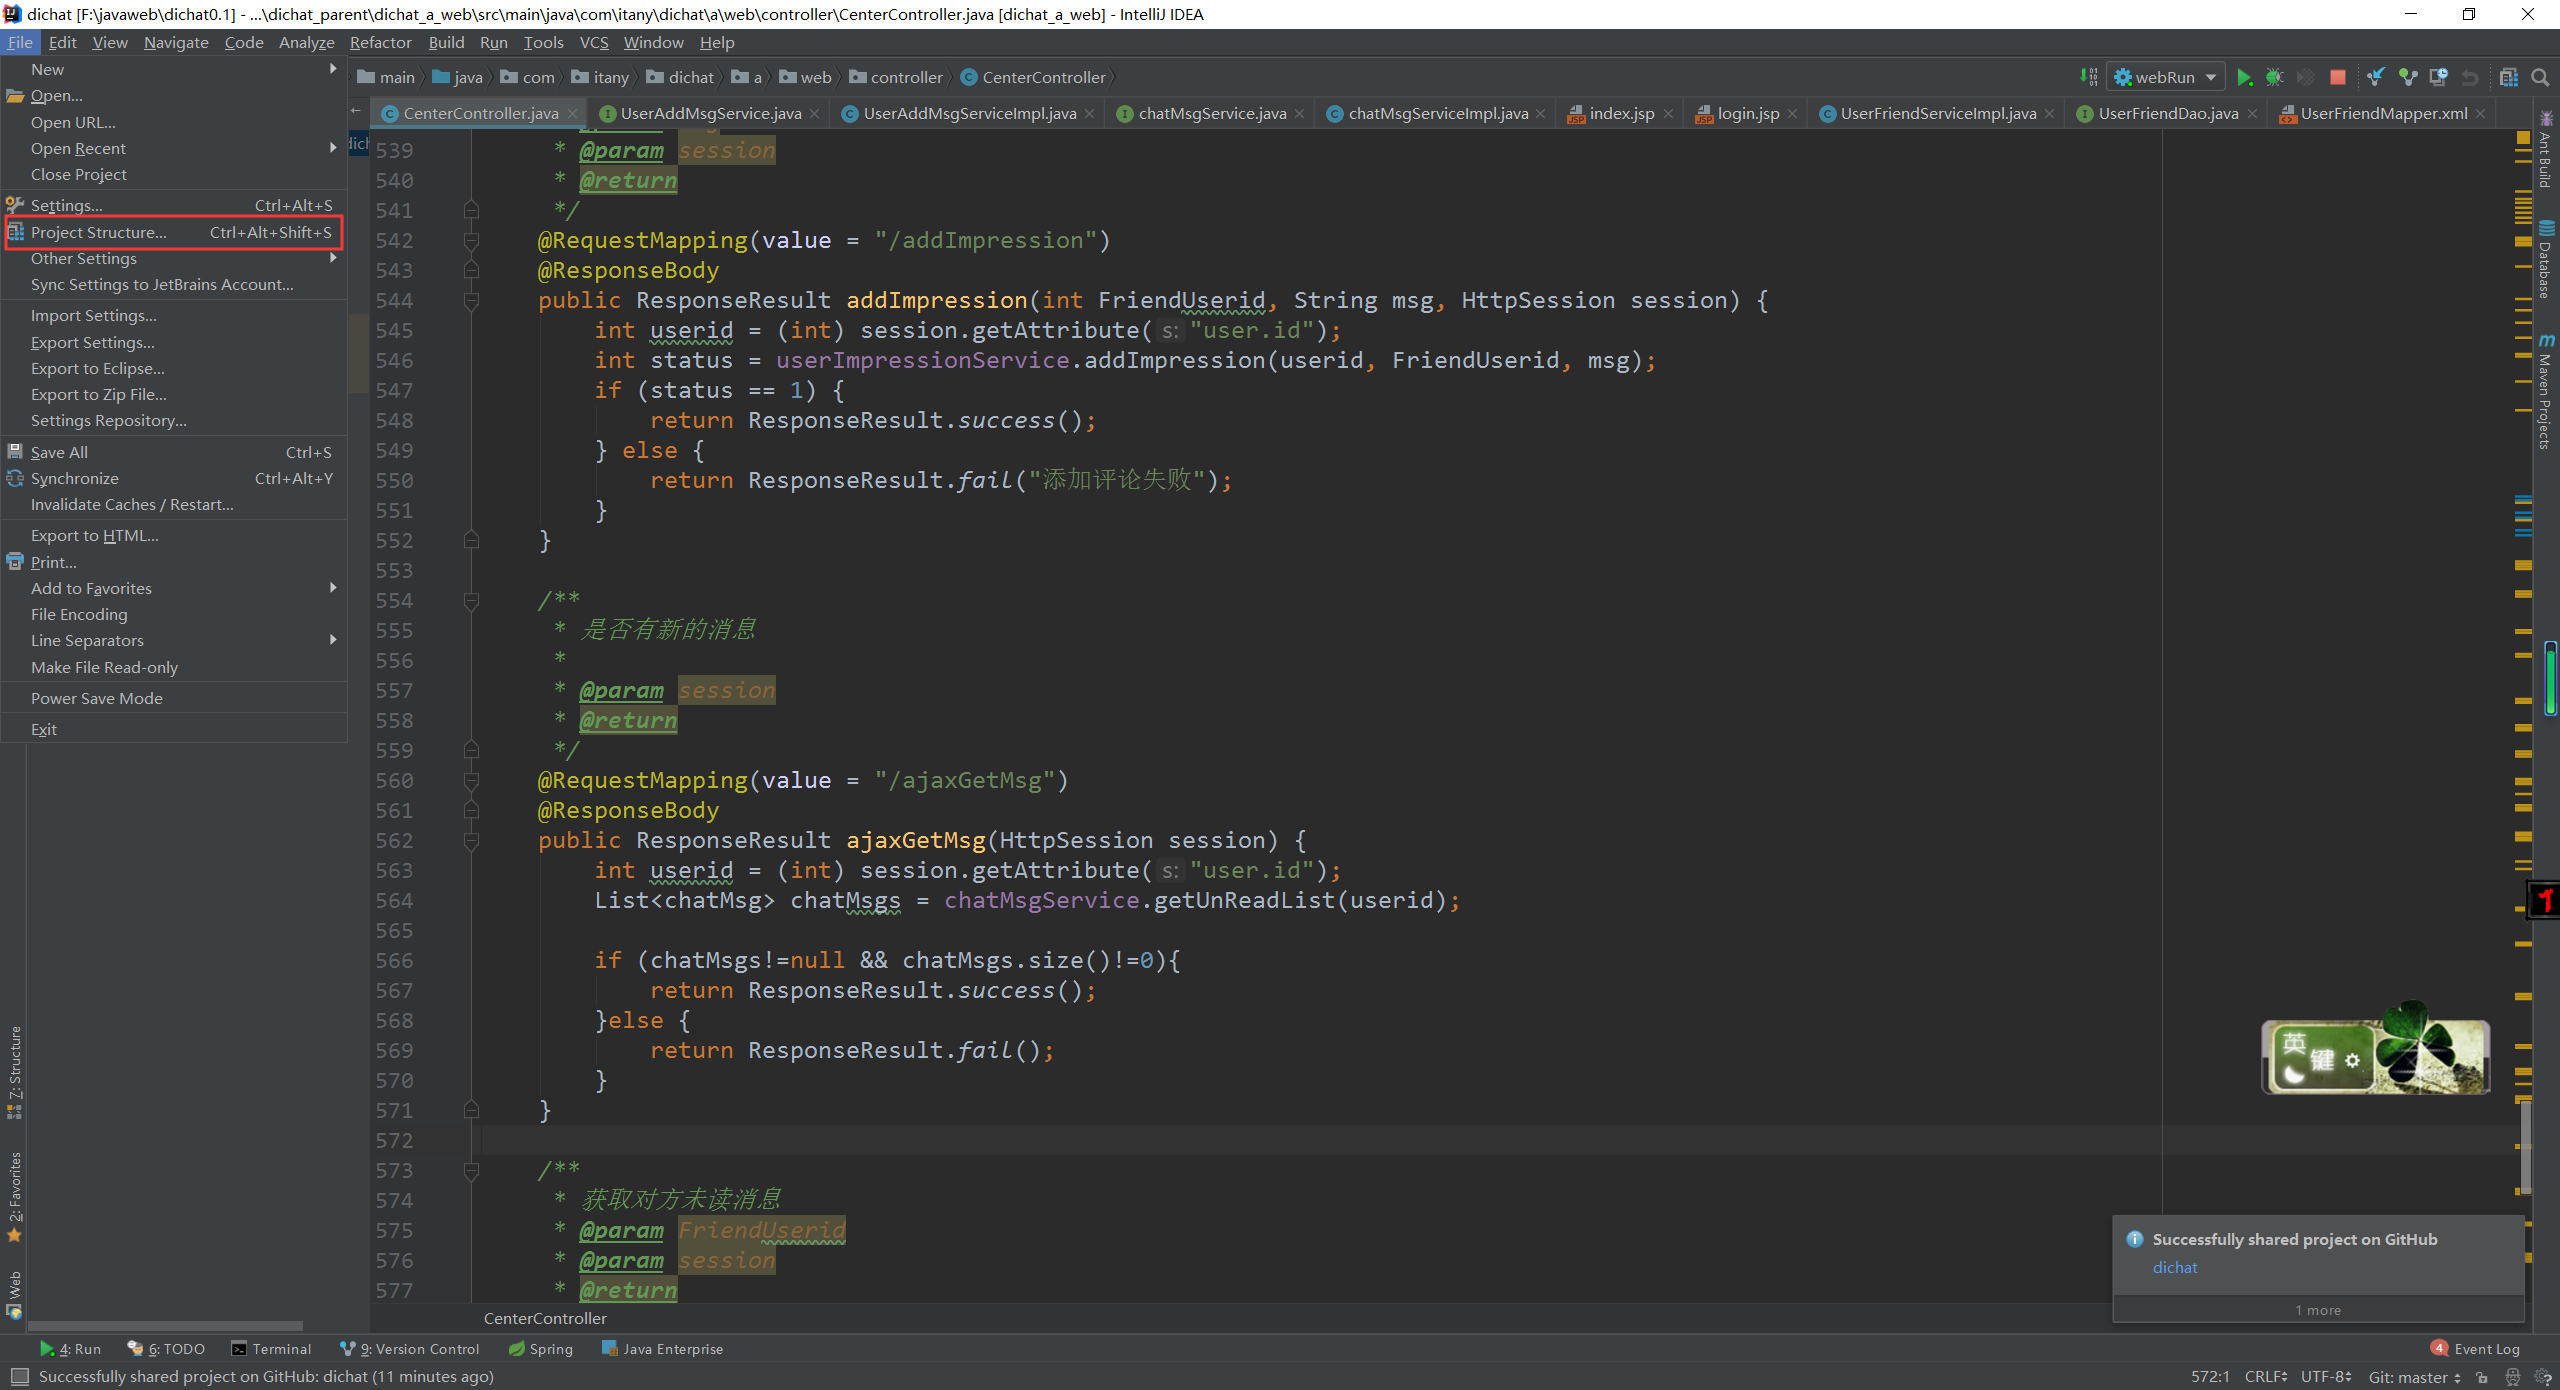 dichat [F:\javaweb\dichat0.1] - ...\dichat_parent\dichat_a_web\src\main\java\com\itany\dichat\a\web\controller\CenterController.java [dichat_a_web] - IntelliJ IDEA
File Edit View Navigate Code Analyze Refactor Build Run Tools VCS Window Help
main java com itany dichat a web controller CenterController webRun
CenterController.java UserAddMsgService.java UserAddMsgServiceImpl.java chatMsgService.java chatMsgServiceImpl.java index.jsp login.jsp UserFriendServiceImpl.java UserFriendDao.java UserFriendMapper.xml
New
Open...
Open URL...
Open Recent
Close Project
Settings... Ctrl+Alt+S
Project Structure... Ctrl+Alt+Shift+S
Other Settings
Sync Settings to JetBrains Account...
Import Settings...
Export Settings...
Export to Eclipse...
Export to Zip File...
Settings Repository...
Save All Ctrl+S
Synchronize Ctrl+Alt+Y
Invalidate Caches / Restart...
Export to HTML...
Print...
Add to Favorites
File Encoding
Line Separators
Make File Read-only
Power Save Mode
Exit
539 * @param session
540 * @return
541 */
542 @RequestMapping(value = "/addImpression")
543 @ResponseBody
544 public ResponseResult addImpression(int FriendUserid, String msg, HttpSession session) {
545 int userid = (int) session.getAttribute( s: "user.id");
546 int status = userImpressionService.addImpression(userid, FriendUserid, msg);
547 if (status == 1) {
548 return ResponseResult.success();
549 } else {
550 return ResponseResult.fail("添加评论失败");
551 }
552 }
553
554 /**
555 * 是否有新的消息
556 *
557 * @param session
558 * @return
559 */
560 @RequestMapping(value = "/ajaxGetMsg")
561 @ResponseBody
562 public ResponseResult ajaxGetMsg(HttpSession session) {
563 int userid = (int) session.getAttribute( s: "user.id");
564 List<chatMsg> chatMsgs = chatMsgService.getUnReadList(userid);
565
566 if (chatMsgs!=null && chatMsgs.size()!=0){
567 return ResponseResult.success();
568 }else {
569 return ResponseResult.fail();
570 }
571 }
572
573 /**
574 * 获取对方未读消息
575 * @param FriendUserid
576 * @param session
577 * @return
CenterController
Ant Build
Database
Maven Projects
7: Structure
2: Favorites
Web
英
键
Successfully shared project on GitHub
dichat
1 more
4: Run 6: TODO Terminal 9: Version Control Spring Java Enterprise 4 Event Log
Successfully shared project on GitHub: dichat (11 minutes ago) 572:1 CRLF UTF-8 Git: master